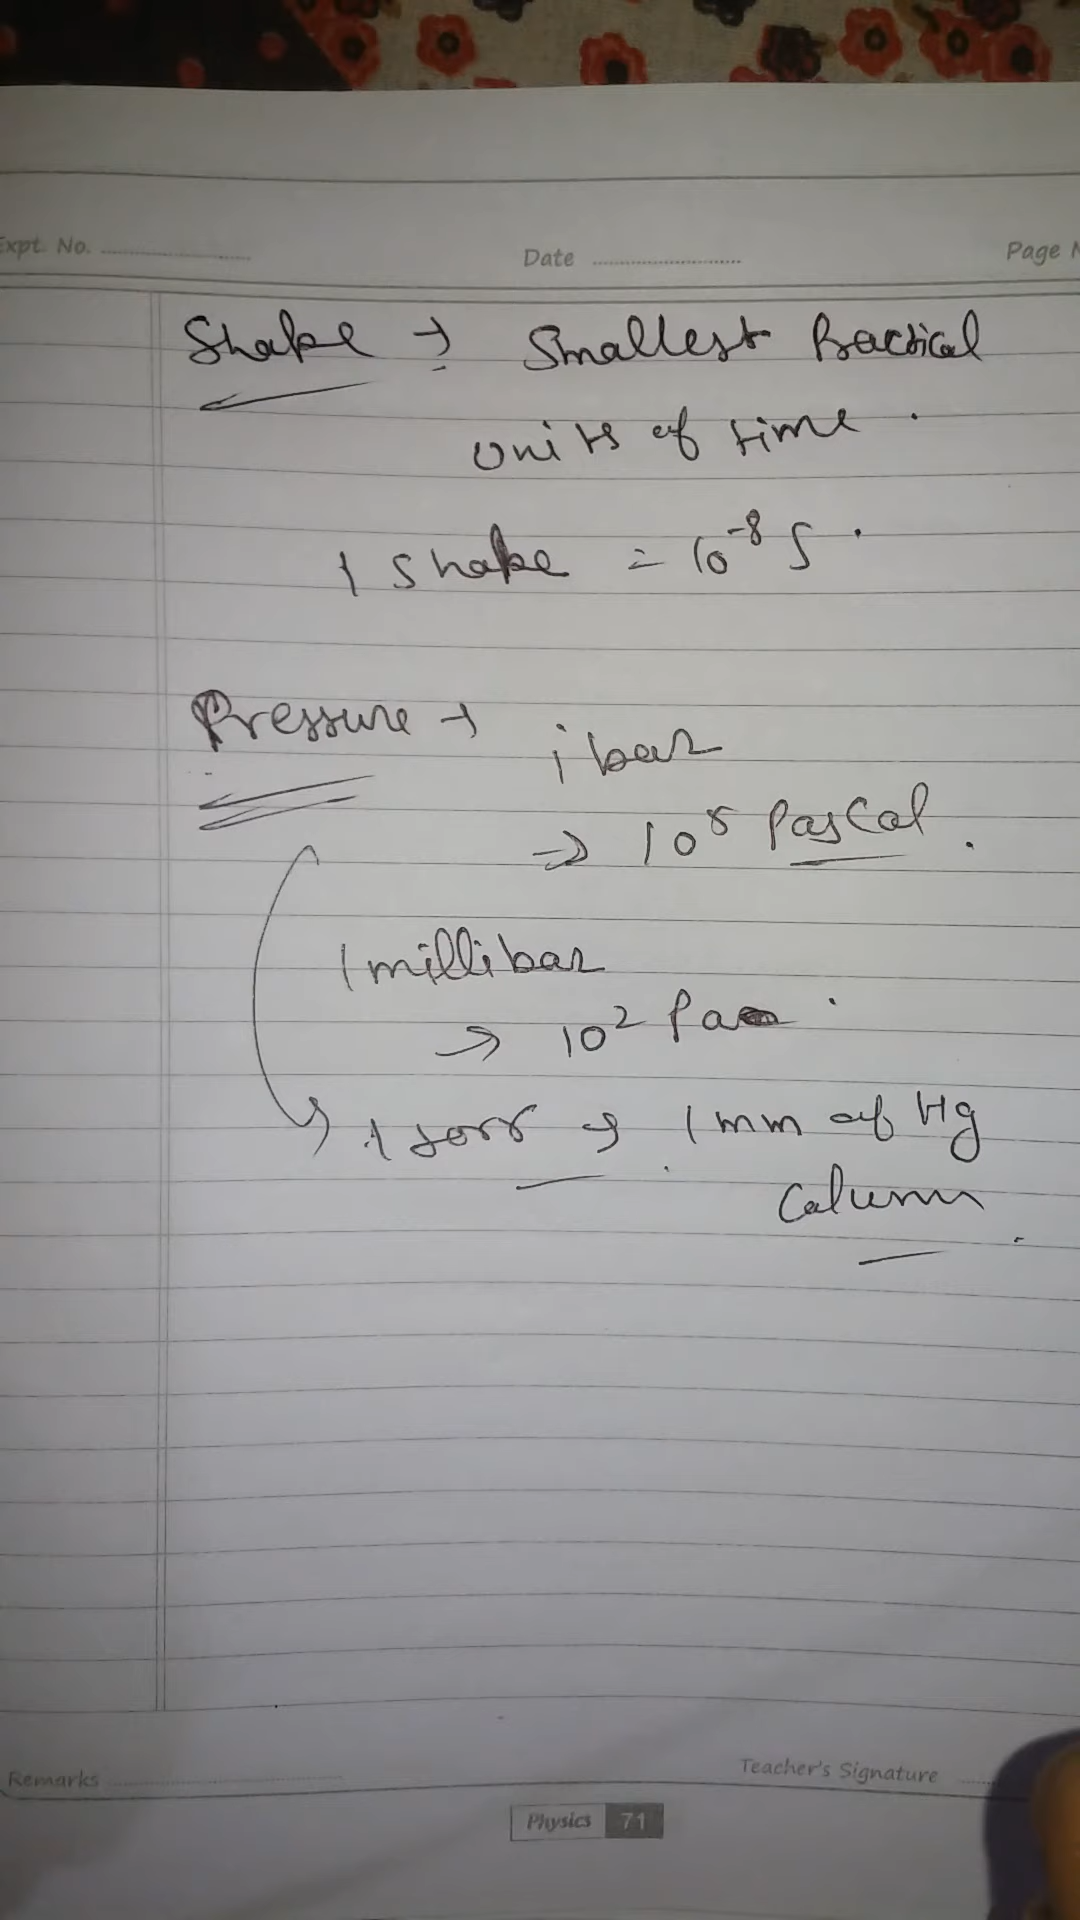 Expt. No. Date Page N
Shake → Smallest Practical
units of time.
1 Shake = 10⁻⁸ S.
Pressure →
1 bar
⇒ 10⁵ Pascal.
1 millibar
→ 10² Pa
1 torr → 1 mm of Hg
Column.
Remarks Teacher's Signature
Physics 71